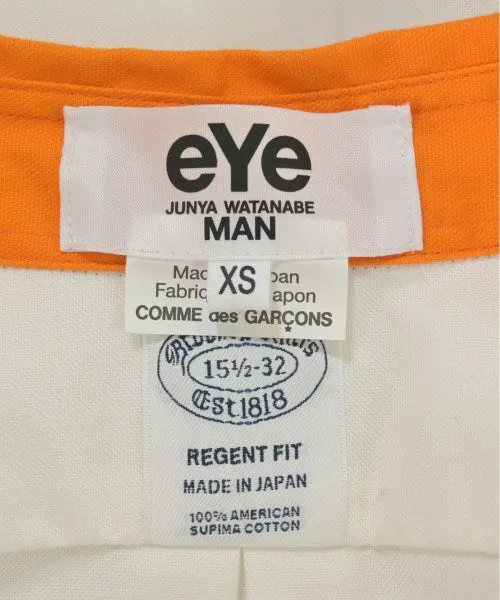 eYe
JUNYA WATANABE
MAN
XS
COMME des GARÇONS
15½-32
Est.1818
REGENT FIT
MADE IN JAPAN
100% AMERICAN
SUPIMA COTTON